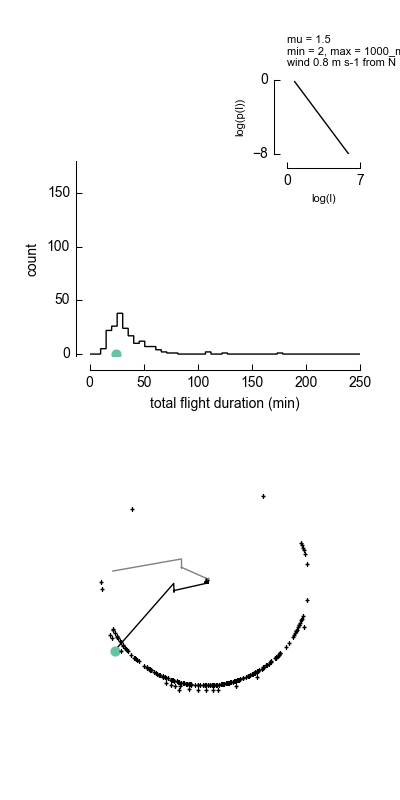 mu = 1.5
min = 2, max = 1000_m
wind 0.8 m s-1 from N
0
log(p(l))
−8
0 7
log(l)
150
100
count
50
0
0 50 100 150 200 250
total flight duration (min)